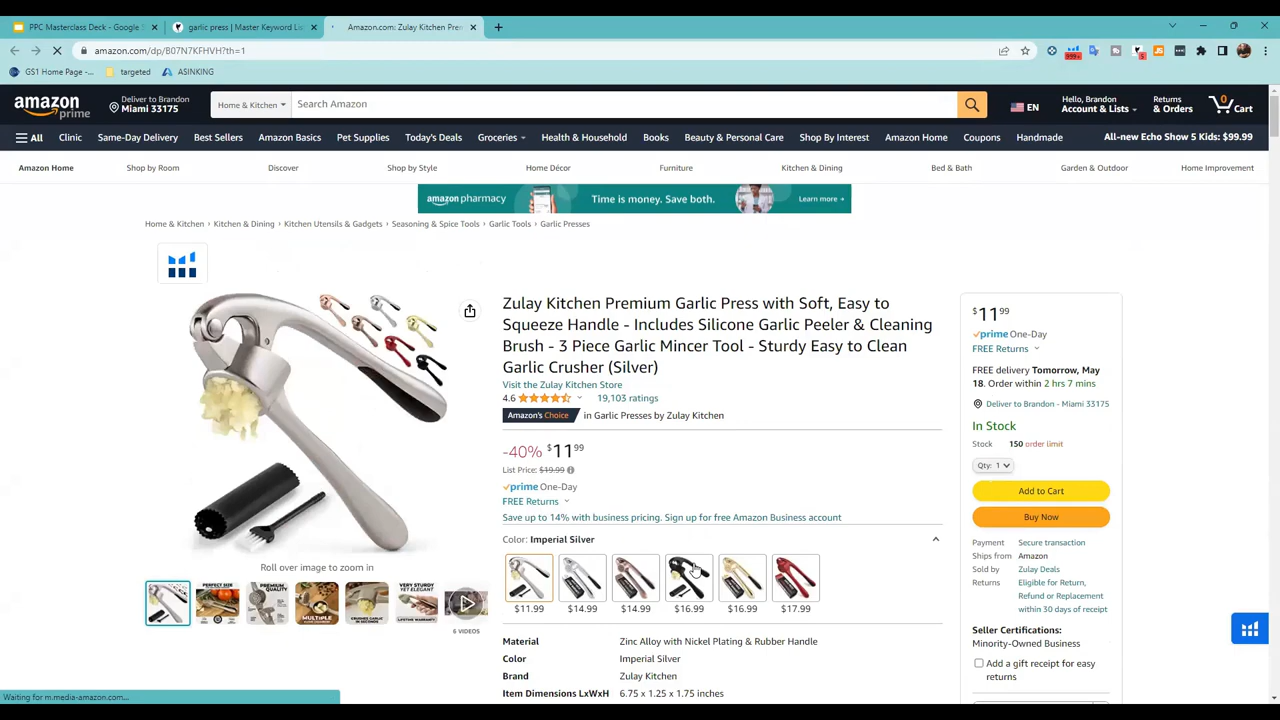 PPC Masterclass Deck - Google S
garlic press | Master Keyword Lis
Amazon.com: Zulay Kitchen Prem
amazon.com/dp/B07N7KFHVH?th=1
GS1 Home Page -...
targeted
ASINKING
amazon prime
Deliver to Brandon
Miami 33175
Home & Kitchen
Search Amazon
EN
Hello, Brandon
Account & Lists
Returns
& Orders
0
Cart
All
Clinic
Same-Day Delivery
Best Sellers
Amazon Basics
Pet Supplies
Today's Deals
Groceries
Health & Household
Books
Beauty & Personal Care
Shop By Interest
Amazon Home
Coupons
Handmade
All-new Echo Show 5 Kids: $99.99
Amazon Home
Shop by Room
Discover
Shop by Style
Home Décor
Furniture
Kitchen & Dining
Bed & Bath
Garden & Outdoor
Home Improvement
amazon pharmacy
Time is money. Save both.
Learn more
Home & Kitchen › Kitchen & Dining › Kitchen Utensils & Gadgets › Seasoning & Spice Tools › Garlic Tools › Garlic Presses
Roll over image to zoom in
PERFECT SIZE
PREMIUM QUALITY
MULTIPLE
VERY STURDY
6 VIDEOS
Zulay Kitchen Premium Garlic Press with Soft, Easy to
Squeeze Handle - Includes Silicone Garlic Peeler & Cleaning
Brush - 3 Piece Garlic Mincer Tool - Sturdy Easy to Clean
Garlic Crusher (Silver)
Visit the Zulay Kitchen Store
4.6
19,103 ratings
Amazon's Choice in Garlic Presses by Zulay Kitchen
-40% $11 99
List Price: $19.99
prime One-Day
FREE Returns
Save up to 14% with business pricing. Sign up for free Amazon Business account
Color: Imperial Silver
$11.99
$14.99
$14.99
$16.99
$16.99
$17.99
Material Zinc Alloy with Nickel Plating & Rubber Handle
Color Imperial Silver
Brand Zulay Kitchen
Item Dimensions LxWxH 6.75 x 1.25 x 1.75 inches
$11 99
prime One-Day
FREE Returns
FREE delivery Tomorrow, May
18. Order within 2 hrs 7 mins
Deliver to Brandon - Miami 33175
In Stock
Stock 150 order limit
Qty: 1
Add to Cart
Buy Now
Payment Secure transaction
Ships from Amazon
Sold by Zulay Deals
Returns Eligible for Return,
Refund or Replacement
within 30 days of receipt
Seller Certifications:
Minority-Owned Business
Add a gift receipt for easy
returns
Waiting for m.media-amazon.com...